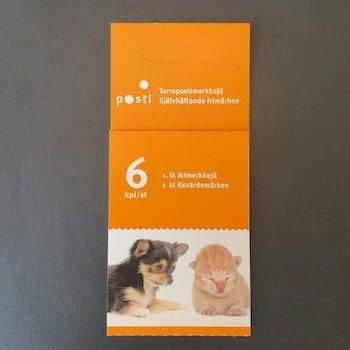 posti
Tarrapostimerkkejä
Självhäftande frimärken
6
kpl/st
1. lk ikimerkkejä
1 kl fixvärdemärken